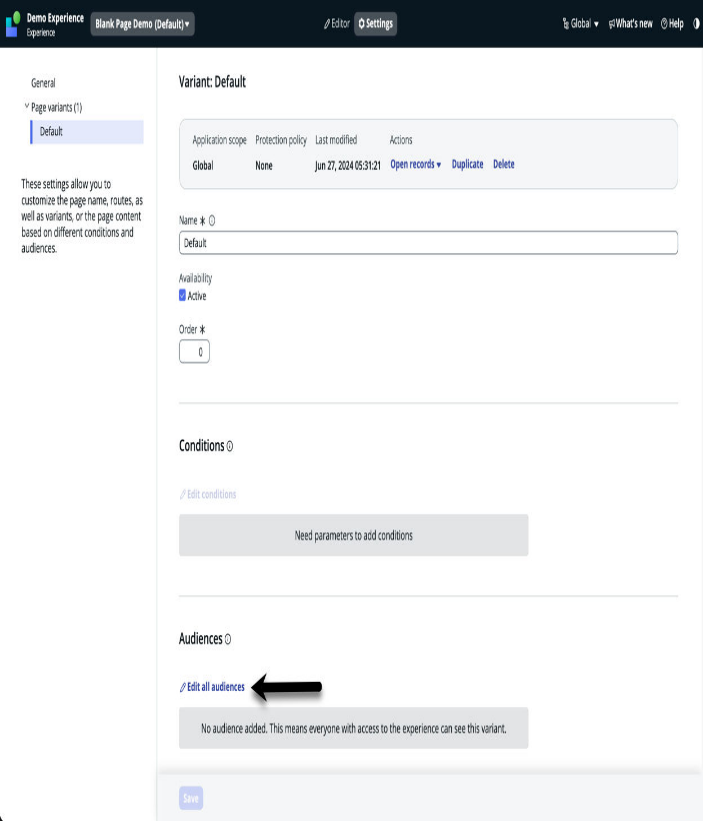 Demo Experience
Experience
Blank Page Demo (Default) ▾
Editor
Settings
Global ▾
What's new
Help
General
Page variants (1)
Default
These settings allow you to
customize the page name, routes, as
well as variants, or the page content
based on different conditions and
audiences.
Variant: Default
Application scope Protection policy Last modified Actions
Global None Jun 27, 2024 05:31:21 Open records ▾ Duplicate Delete
Name *
Default
Availability
Active
Order *
0
Conditions
Edit conditions
Need parameters to add conditions
Audiences
Edit all audiences
No audience added. This means everyone with access to the experience can see this variant.
Save